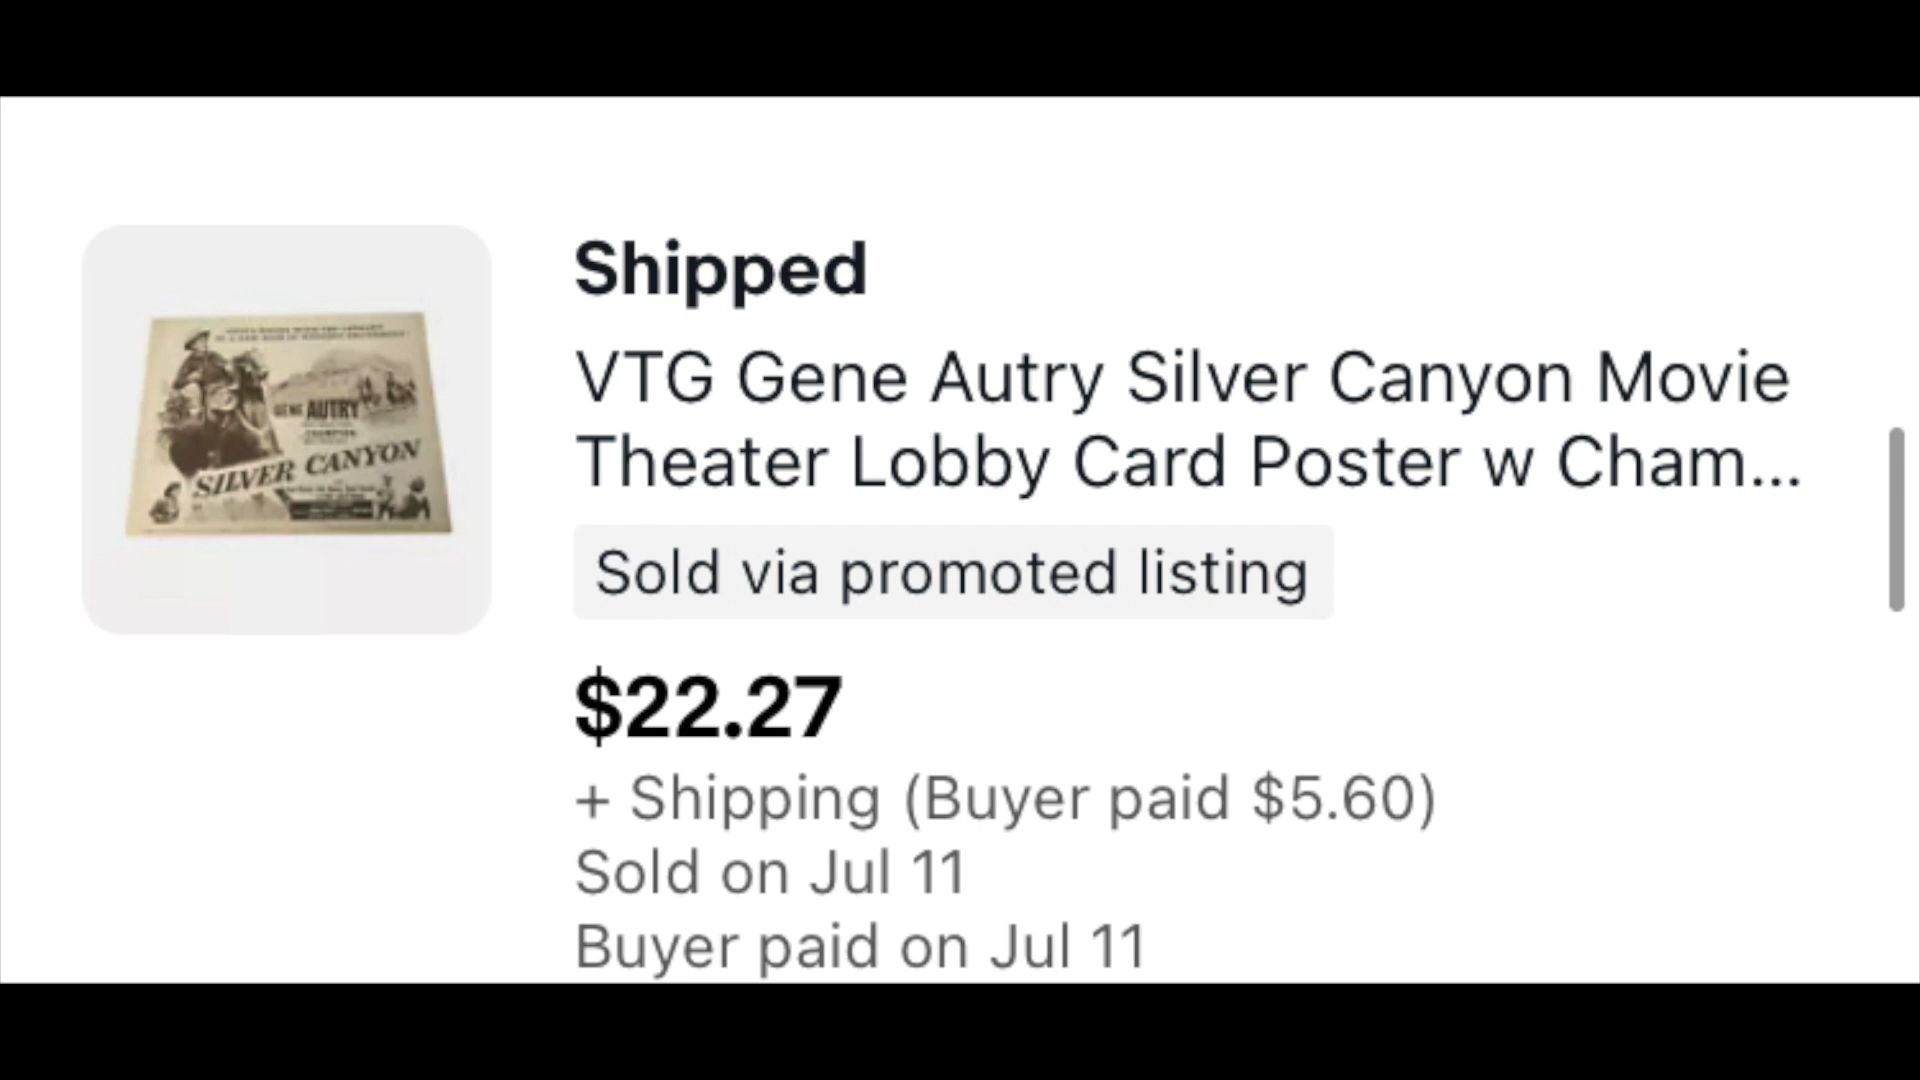 GENE AUTRY
CHAMPION
SILVER CANYON
Shipped
VTG Gene Autry Silver Canyon Movie
Theater Lobby Card Poster w Cham...
Sold via promoted listing
$22.27
+ Shipping (Buyer paid $5.60)
Sold on Jul 11
Buyer paid on Jul 11